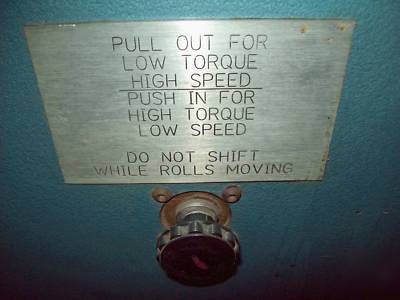 PULL OUT FOR
LOW TORQUE
HIGH SPEED
PUSH IN FOR
HIGH TORQUE
LOW SPEED
DO NOT SHIFT
WHILE ROLLS MOVING